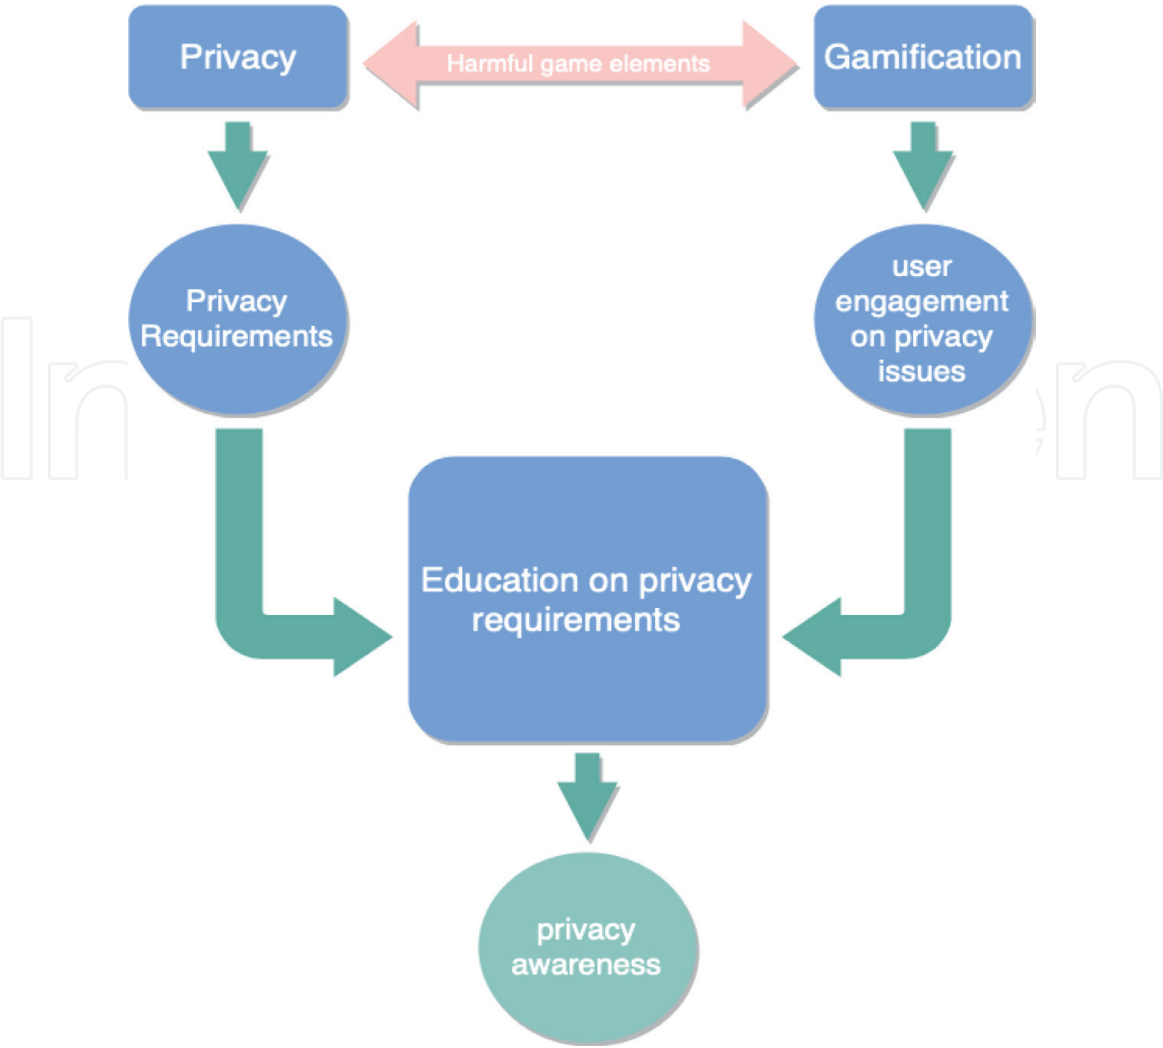 Privacy
Harmful game elements
Gamification
Privacy
Requirements
user
engagement
on privacy
issues
Education on privacy
requirements
privacy
awareness